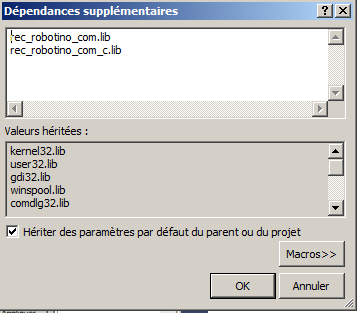 Dépendances supplémentaires
rec_robotino_com.lib
rec_robotino_com_c.lib
Valeurs héritées :
kernel32.lib
user32.lib
gdi32.lib
winspool.lib
comdlg32.lib
Hériter des paramètres par défaut du parent ou du projet
Macros>>
OK
Annuler